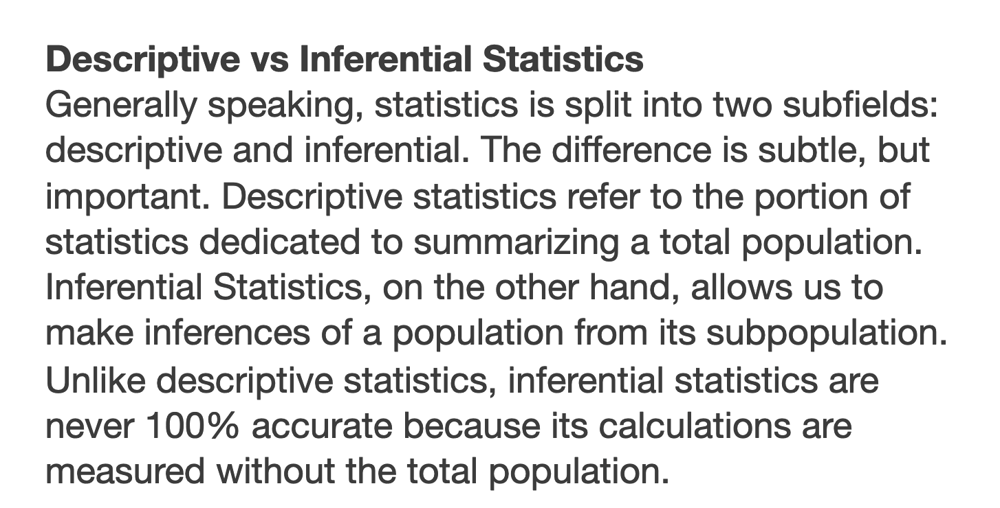 Descriptive vs Inferential Statistics
Generally speaking, statistics is split into two subfields:
descriptive and inferential. The difference is subtle, but
important. Descriptive statistics refer to the portion of
statistics dedicated to summarizing a total population.
Inferential Statistics, on the other hand, allows us to
make inferences of a population from its subpopulation.
Unlike descriptive statistics, inferential statistics are
never 100% accurate because its calculations are
measured without the total population.